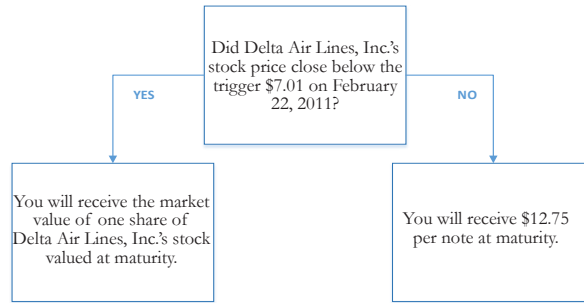 Did Delta Air Lines, Inc.'s
stock price close below the
trigger $7.01 on February
22, 2011?
YES
NO
You will receive the market
value of one share of
Delta Air Lines, Inc.'s stock
valued at maturity.
You will receive $12.75
per note at maturity.